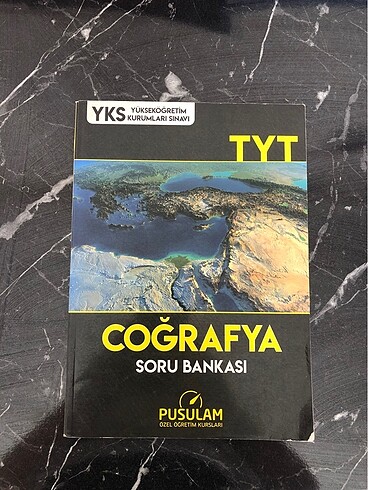 YKS
YÜKSEKÖĞRETİM
KURUMLARI SINAVI
TYT
COĞRAFYA
SORU BANKASI
PUSULAM
ÖZEL ÖĞRETİM KURSLARI